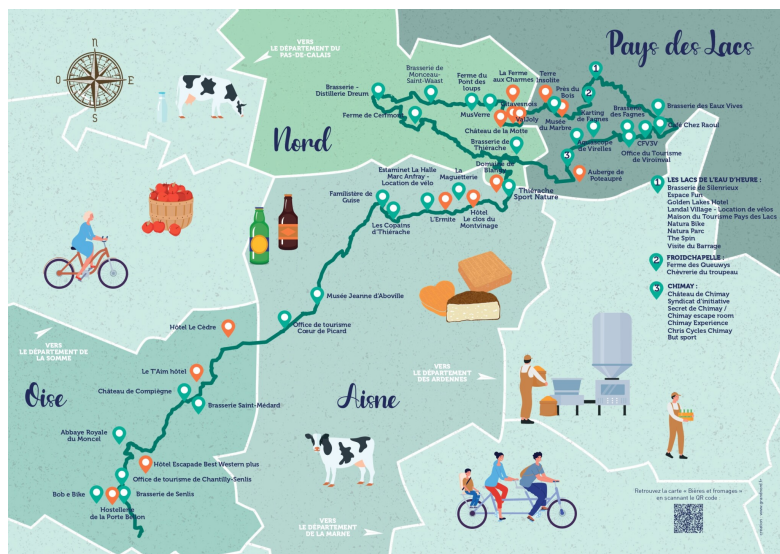 n
O
E
S
VERS
LE DÉPARTEMENT DU
PAS-DE-CALAIS
Nord
Pays des Lacs
Brasserie -
Distillerie Dreum
Brasserie de
Monceau-
Saint-Waast
Ferme du
Pont des
loups
La Ferme
aux Charmes
Terre
Insolite
Près du
Bois
1
2
Ferme de Cerfmont
MusVerre
ValJoly
Château de la Motte
Musée
du Marbre
Karting
de Fagnes
Brasserie
des Fagnes
Brasserie des Eaux Vives
Café Chez Raoul
CFV3V
Office du Tourisme
de Viroinval
Aquascope
de Virelles
3
Brasserie de
Thiérache
Domaine de
Blangy
Auberge de
Poteaupré
Thiérache
Sport Nature
Estaminet La Halle
Marc Anfray -
Location de vélo
La
Maguetterie
Familistère de
Guise
Les Copains
d'Thiérache
L'Ermite
Hôtel
Le clos du
Montvinage
1 LES LACS DE L'EAU D'HEURE :
Brasserie de Silenrieux
Espace Fun
Golden Lakes Hotel
Landal Village - Location de vélos
Maison du Tourisme Pays des Lacs
Natura Bike
Natura Parc
The Spin
Visite du Barrage
2 FROIDCHAPELLE :
Ferme des Gueuwys
Chèvrerie du troupeau
3 CHIMAY :
Château de Chimay
Syndicat d'initiative
Secret de Chimay /
Chimay escape room
Chimay Experience
Chris Cycles Chimay
But sport
Musée Jeanne d'Aboville
Office de tourisme
Cœur de Picard
Hôtel Le Cèdre
VERS
LE DÉPARTEMENT DE
LA SOMME
VERS
LE DÉPARTEMENT
DES ARDENNES
Le T'Aim hôtel
Château de Compiègne
Brasserie Saint-Médard
Oise
Aisne
Abbaye Royale
du Moncel
Hôtel Escapade Best Western plus
Office de tourisme de Chantilly-Senlis
Bob e Bike
Brasserie de Senlis
Hostellerie
de la Porte Bellon
VERS
LE DÉPARTEMENT
DE LA MARNE
Retrouvez la carte « Bières et fromages »
en scannant le QR code